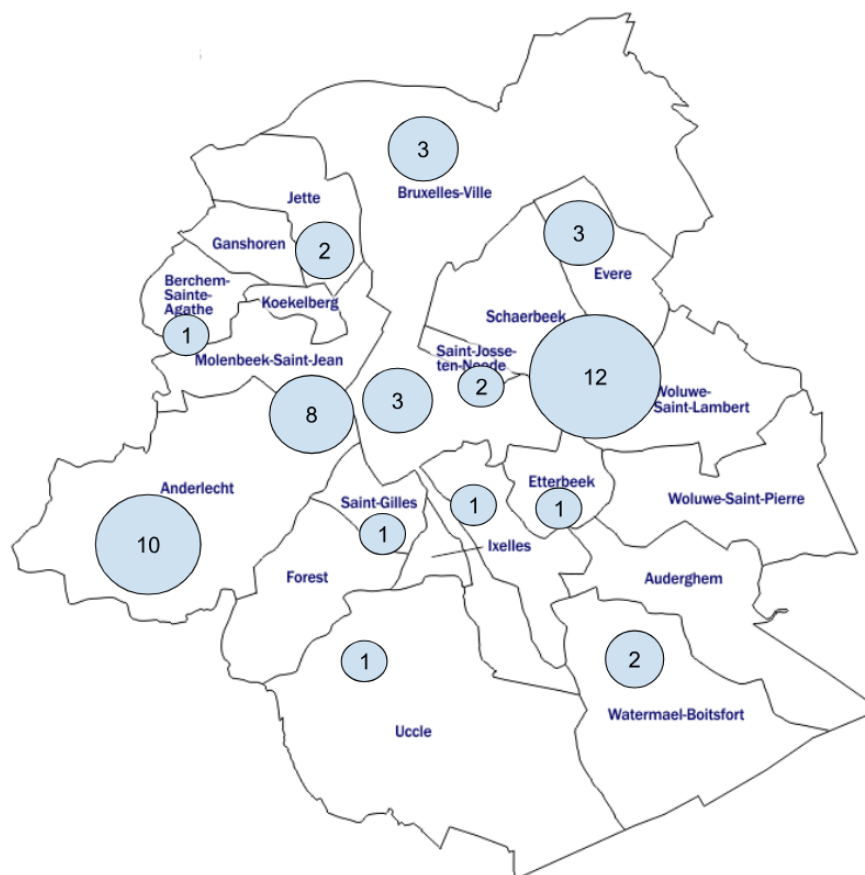 3
Bruxelles-Ville
Jette
Ganshoren
2
3
Evere
Berchem-
Sainte-
Agathe
Koekelberg
1
Molenbeek-Saint-Jean
Schaerbeek
Saint-Josse-
ten-Noode
2
12
Woluwe-
Saint-Lambert
8
3
Anderlecht
10
Saint-Gilles
1
1
Etterbeek
1
Woluwe-Saint-Pierre
Ixelles
Forest
Auderghem
1
2
Uccle
Watermael-Boitsfort